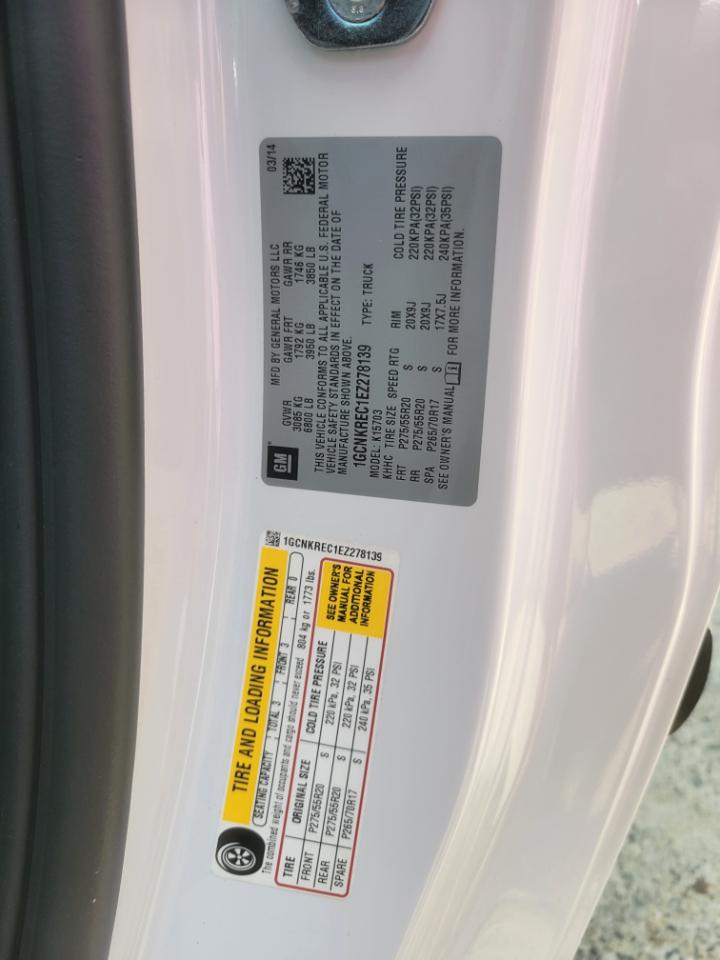 MFD BY GENERAL MOTORS LLC 03/14
GVWR GAWR FRT GAWR RR
3085 KG 1792 KG 1746 KG
6800 LB 3950 LB 3850 LB
GM
THIS VEHICLE CONFORMS TO ALL APPLICABLE U.S. FEDERAL MOTOR
VEHICLE SAFETY STANDARDS IN EFFECT ON THE DATE OF
MANUFACTURE SHOWN ABOVE.
1GCNKREC1EZ278139 TYPE: TRUCK
MODEL: K15703
KHHC TIRE SIZE SPEED RTG RIM COLD TIRE PRESSURE
FRT P275/55R20 S 20X9J 220KPA(32PSI)
RR P275/55R20 S 20X9J 220KPA(32PSI)
SPA P265/70R17 S 17X7.5J 240KPA(35PSI)
SEE OWNER'S MANUAL FOR MORE INFORMATION.
TIRE AND LOADING INFORMATION
1GCNKREC1EZ278139
SEATING CAPACITY : TOTAL 3 : FRONT 3 : REAR 0
The combined weight of occupants and cargo should never exceed 804 kg or 1773 lbs.
TIRE ORIGINAL SIZE COLD TIRE PRESSURE
FRONT P275/55R20 S 220 kPa, 32 PSI
REAR P275/55R20 S 220 kPa, 32 PSI
SPARE P265/70R17 S 240 kPa, 35 PSI
SEE OWNER'S
MANUAL FOR
ADDITIONAL
INFORMATION